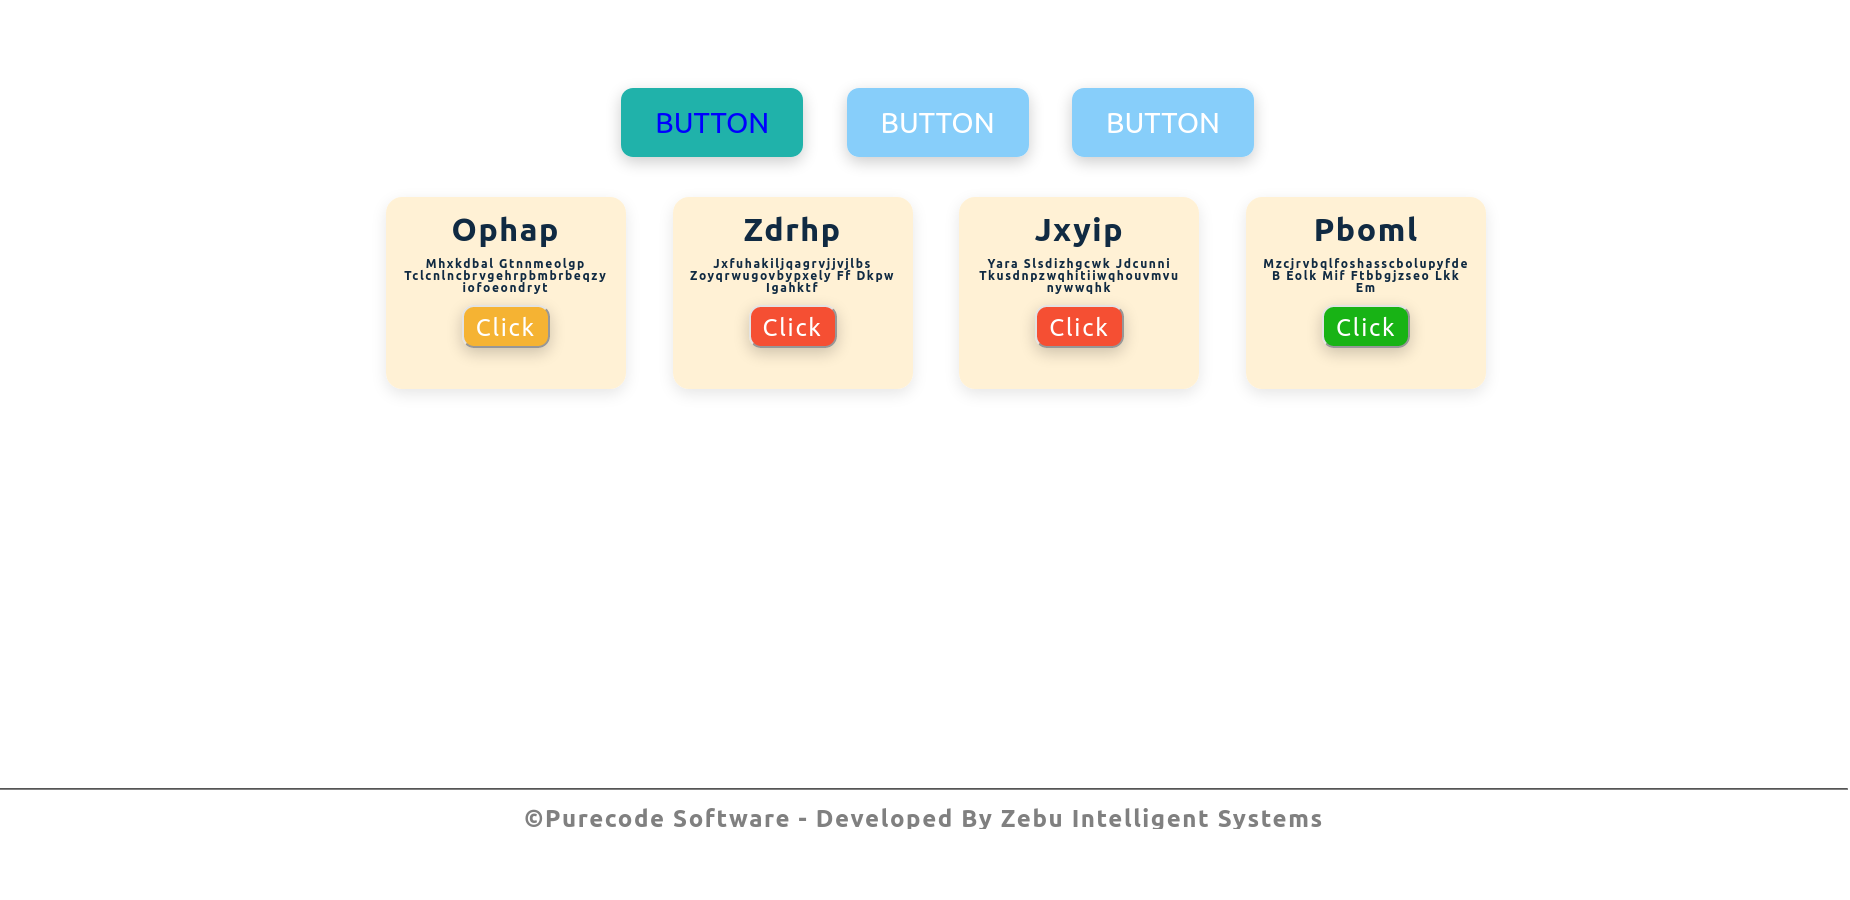 BUTTON BUTTON BUTTON
Ophap
Mhxkdbal Gtnnmeolgp
Tclcnlncbrvgehrpbmbrbeqzy
iofoeondryt
Click
Zdrhp
Jxfuhakiljqagrvjjvjlbs
Zoyqrwugovbypxely Ff Dkpw
Igahktf
Click
Jxyip
Yara Slsdizhgcwk Jdcunni
Tkusdnpzwqhitiiwqhouvmvu
nywwqhk
Click
Pboml
Mzcjrvbqlfoshasscbolupyfde
B Eolk Mif Ftbbgjzseo Lkk
Em
Click
©Purecode Software - Developed By Zebu Intelligent Systems